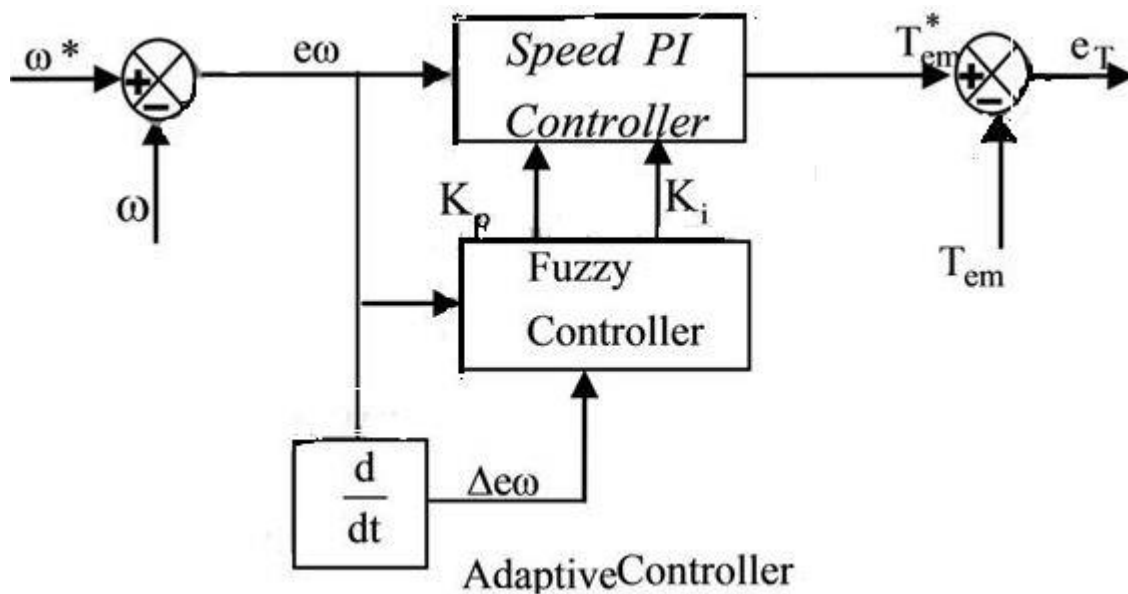 ω*
+
−
ω
eω
Speed PI
Controller
T*em
+
−
eT
Tem
Kp
Ki
Fuzzy
Controller
d
dt
Δeω
AdaptiveController